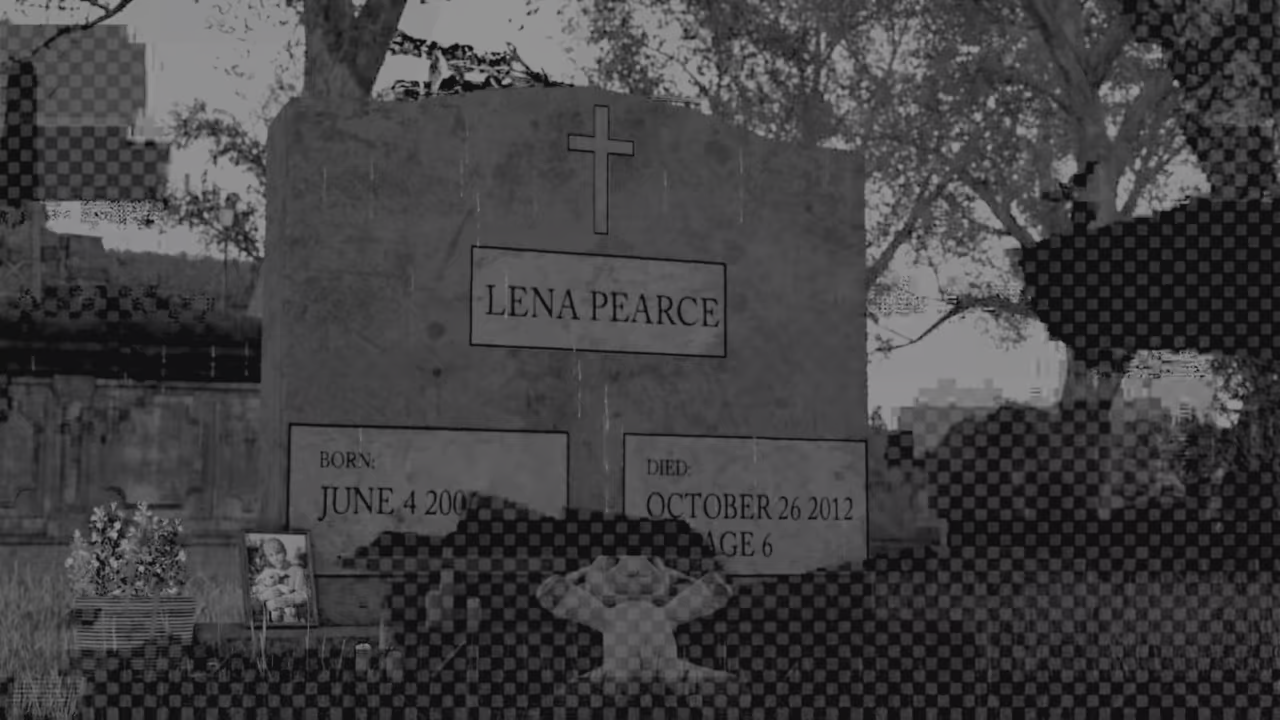 LENA PEARCE
BORN:
JUNE 4
DIED:
OCTOBER 26 2012
AGE 6